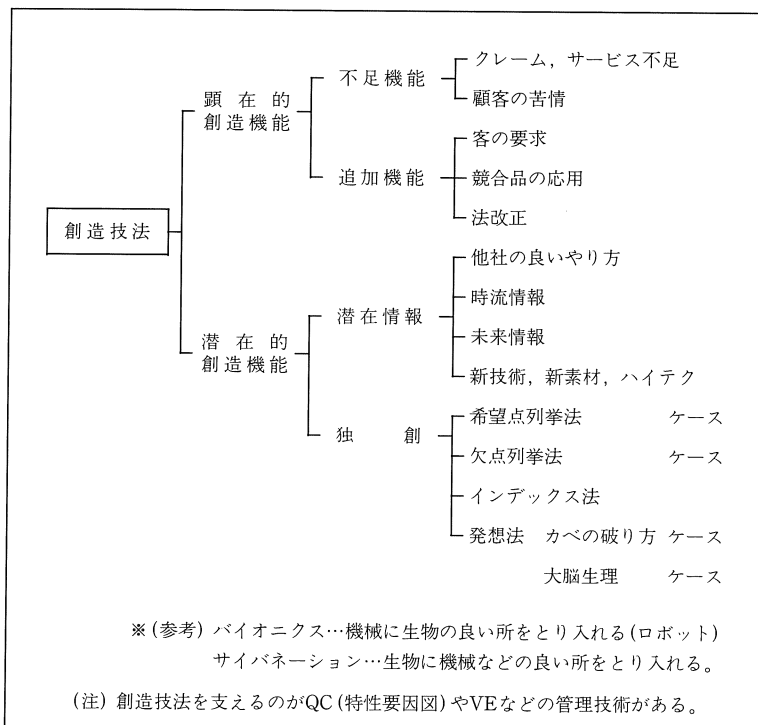 クレーム，サービス不足
不足機能
顕在的
創造機能
顧客の苦情
客の要求
追加機能
競合品の応用
法改正
創造技法
他社の良いやり方
時流情報
潜在情報
潜在的
創造機能
未来情報
新技術，新素材，ハイテク
希望点列挙法 ケース
独創
欠点列挙法 ケース
インデックス法
発想法 カベの破り方 ケース
大脳生理 ケース
※(参考) バイオニクス…機械に生物の良い所をとり入れる(ロボット)
サイバネーション…生物に機械などの良い所をとり入れる。
(注) 創造技法を支えるのがQC(特性要因図)やVEなどの管理技術がある。